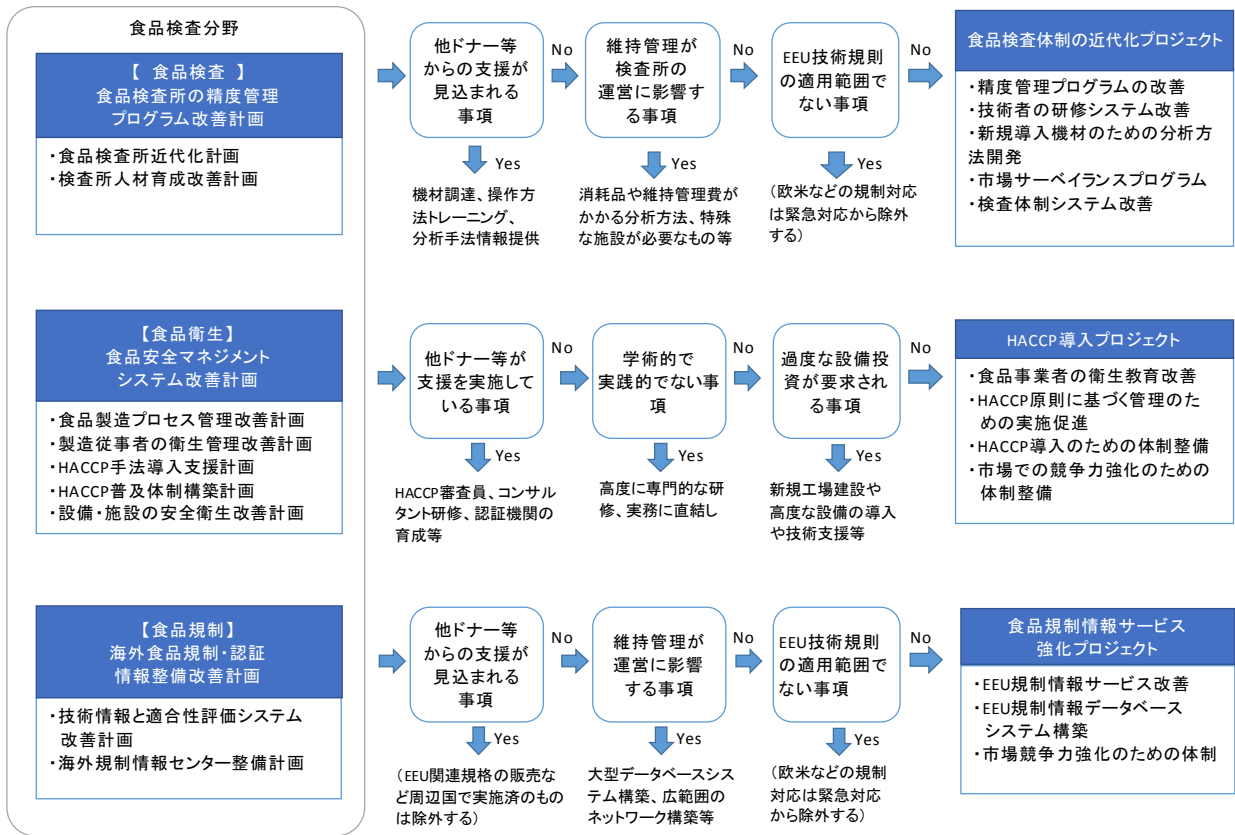 食品検査分野
【 食品検査 】
食品検査所の精度管理
プログラム改善計画
・食品検査所近代化計画
・検査所人材育成改善計画
他ドナー等
からの支援が
見込まれる
事項
No
維持管理が
検査所の
運営に影響す
る事項
No
EEU技術規則
の適用範囲で
ない事項
No
Yes
機材調達、操作方
法トレーニング、
分析手法情報提供
Yes
消耗品や維持管理費が
かかる分析方法、特殊
な施設が必要なもの等
Yes
(欧米などの規制対応
は緊急対応から除外
する)
食品検査体制の近代化プロジェクト
・精度管理プログラムの改善
・技術者の研修システム改善
・新規導入機材のための分析方
法開発
・市場サーベイランスプログラム
・検査体制システム改善
【食品衛生】
食品安全マネジメント
システム改善計画
・食品製造プロセス管理改善計画
・製造従事者の衛生管理改善計画
・HACCP手法導入支援計画
・HACCP普及体制構築計画
・設備・施設の安全衛生改善計画
他ドナー等が
支援を実施して
いる事項
No
学術的で
実践的でない事
項
No
過度な設備投
資が要求され
る事項
No
Yes
HACCP審査員、コンサル
タント研修、認証機関の
育成等
Yes
高度に専門的な研
修、実務に直結し
Yes
新規工場建設や
高度な設備の導入
や技術支援等
HACCP導入プロジェクト
・食品事業者の衛生教育改善
・HACCP原則に基づく管理のた
めの実施促進
・HACCP導入のための体制整備
・市場での競争力強化のための
体制整備
【食品規制】
海外食品規制・認証
情報整備改善計画
・技術情報と適合性評価システム
改善計画
・海外規制情報センター整備計画
他ドナー等
からの支援が
見込まれる
事項
No
維持管理が
運営に影響
する事項
No
EEU技術規則
の適用範囲で
ない事項
No
Yes
(EEU関連規格の販売な
ど周辺国で実施済のもの
は除外する)
Yes
大型データベースシス
テム構築、広範囲の
ネットワーク構築等
Yes
(欧米などの規制
対応は緊急対応
から除外する)
食品規制情報サービス
強化プロジェクト
・EEU規制情報サービス改善
・EEU規制情報データベース
システム構築
・市場競争力強化のための体制